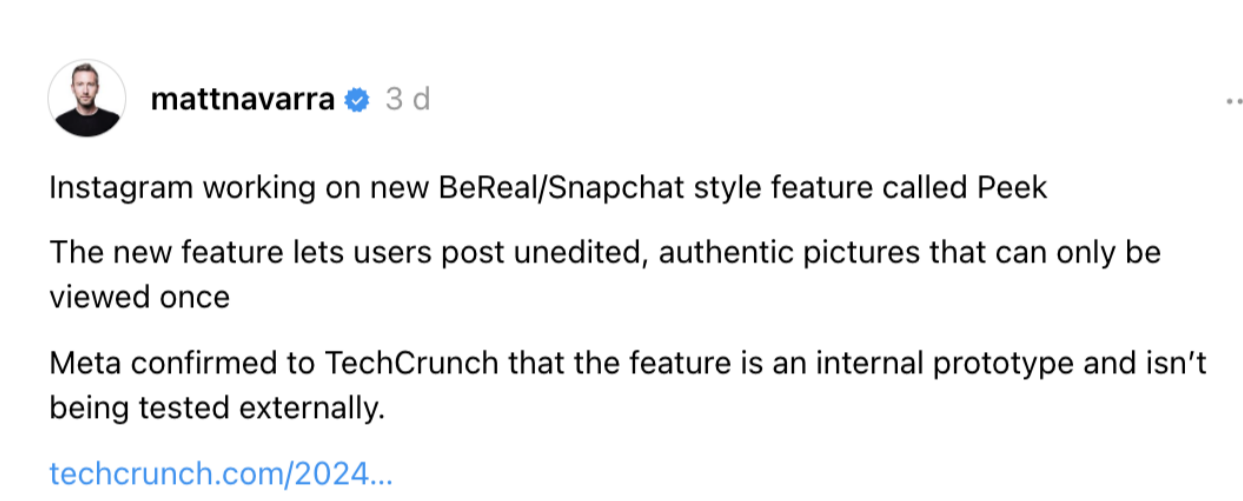 mattnavarra 3 d
Instagram working on new BeReal/Snapchat style feature called Peek
The new feature lets users post unedited, authentic pictures that can only be
viewed once
Meta confirmed to TechCrunch that the feature is an internal prototype and isn’t
being tested externally.
techcrunch.com/2024...